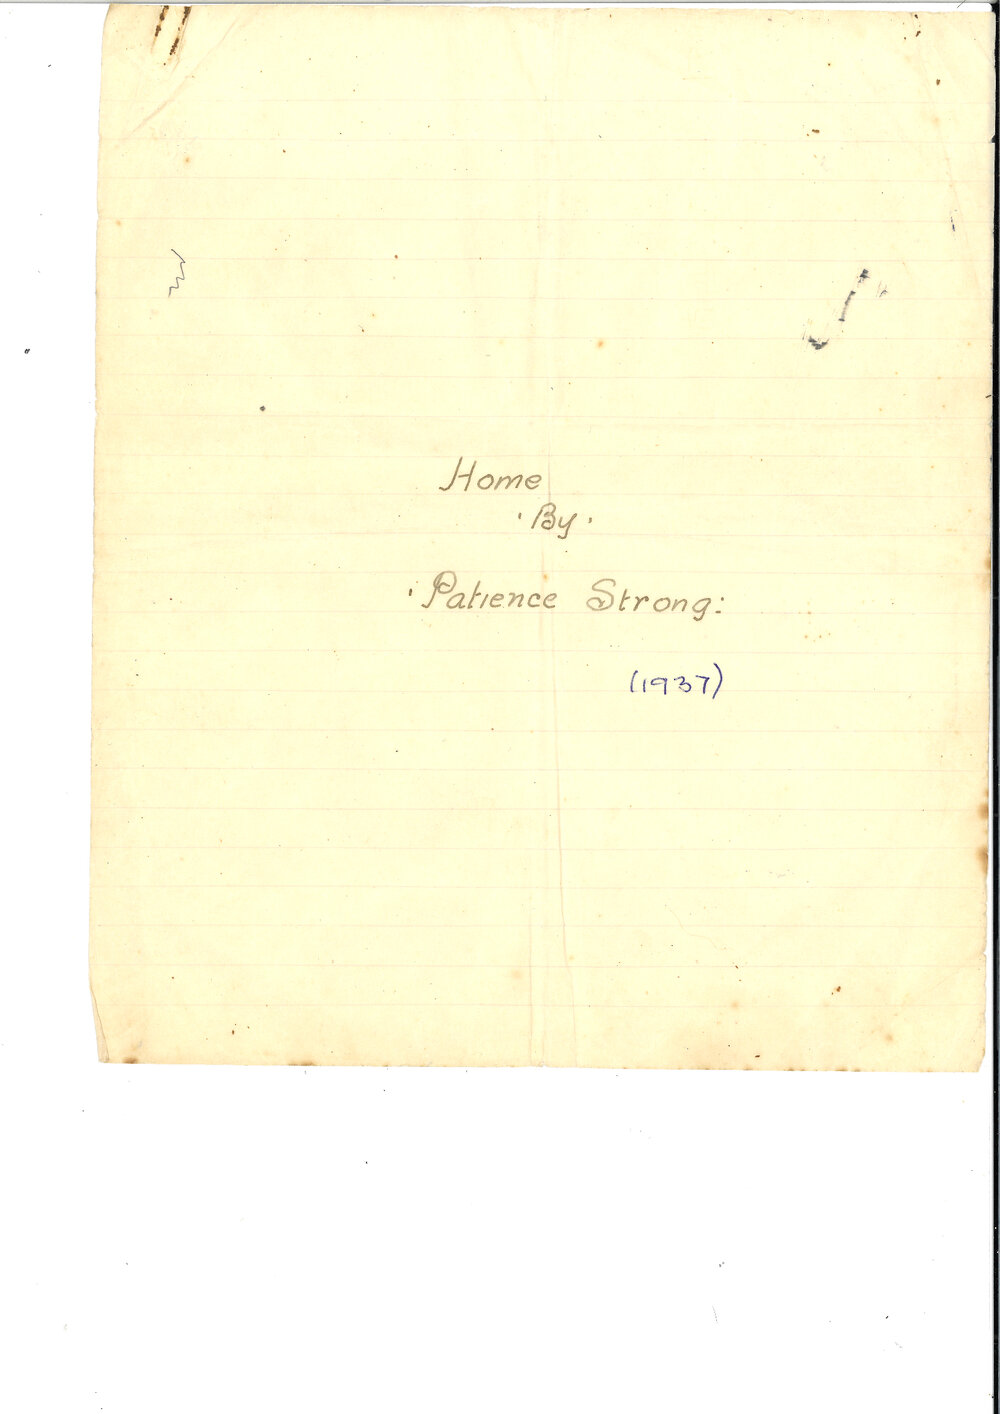 Home
'By'
'Patience Strong:
(1937)